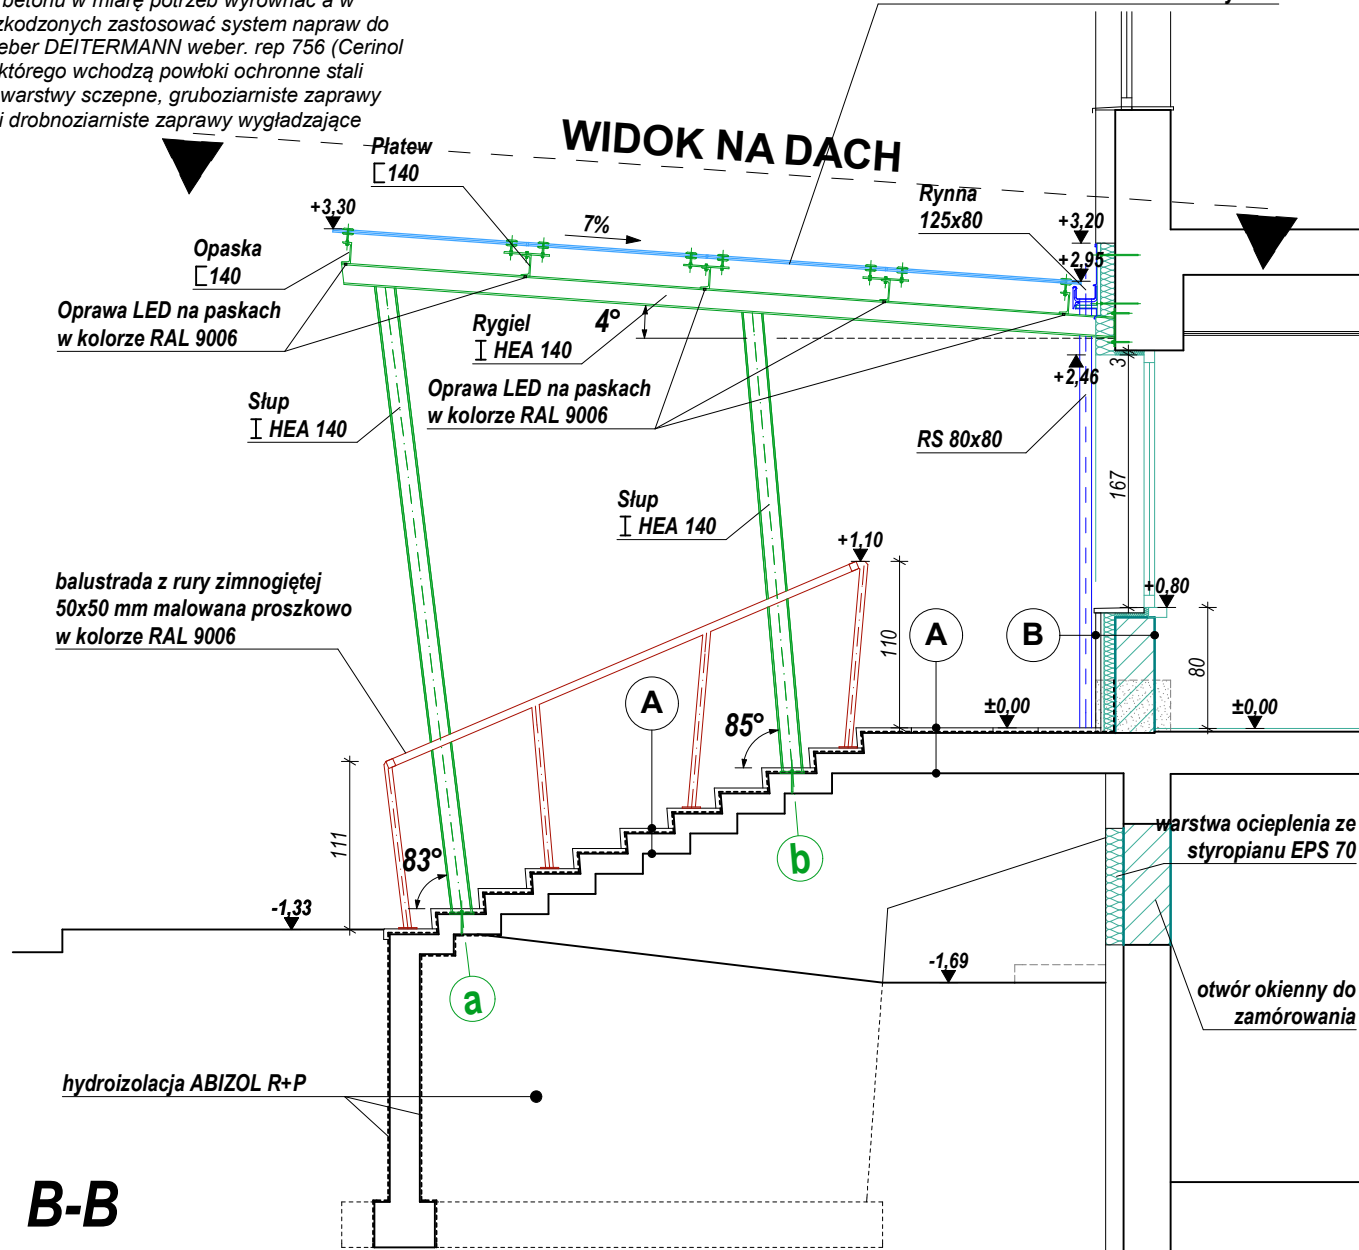 betonu w miarę potrzeb wyrównać a w
zkodzonych zastosować system napraw do
eber DEITERMANN weber. rep 756 (Cerinol
którego wchodzą powłoki ochronne stali
warstwy sczepne, gruboziarniste zaprawy
i drobnoziarniste zaprawy wygładzające
WIDOK NA DACH
Płatew
140
+3,30
7%
Rynna
125x80
+3,20
+2,95
Opaska
140
Oprawa LED na paskach
w kolorze RAL 9006
Rygiel
HEA 140
4°
+2,46
3
Oprawa LED na paskach
w kolorze RAL 9006
Słup
HEA 140
RS 80x80
167
Słup
HEA 140
+1,10
balustrada z rury zimnogiętej
50x50 mm malowana proszkowo
w kolorze RAL 9006
+0,80
110
A
B
80
A
85°
±0,00
±0,00
111
83°
b
warstwa ocieplenia ze
styropianu EPS 70
-1,33
-1,69
a
otwór okienny do
zamórowania
hydroizolacja ABIZOL R+P
B-B